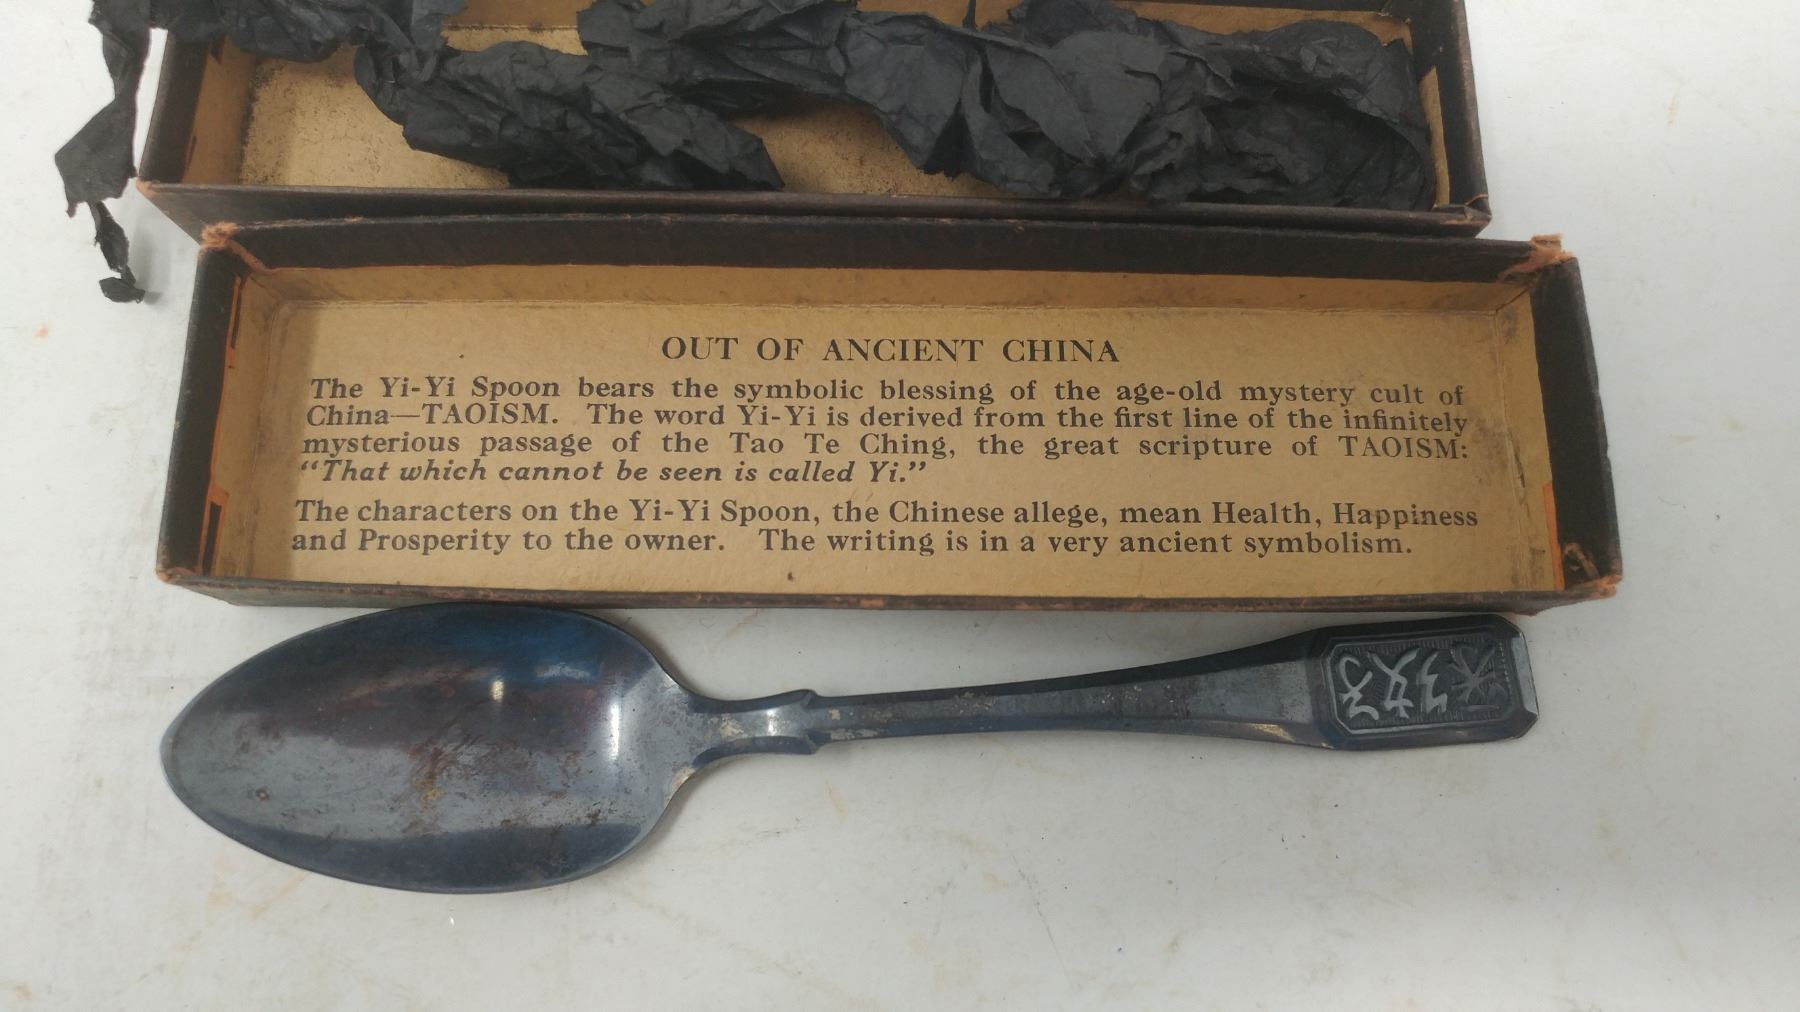 OUT OF ANCIENT CHINA
The Yi-Yi Spoon bears the symbolic blessing of the age-old mystery cult of
China—TAOISM. The word Yi-Yi is derived from the first line of the infinitely
mysterious passage of the Tao Te Ching, the great scripture of TAOISM:
“That which cannot be seen is called Yi.”
The characters on the Yi-Yi Spoon, the Chinese allege, mean Health, Happiness
and Prosperity to the owner. The writing is in a very ancient symbolism.